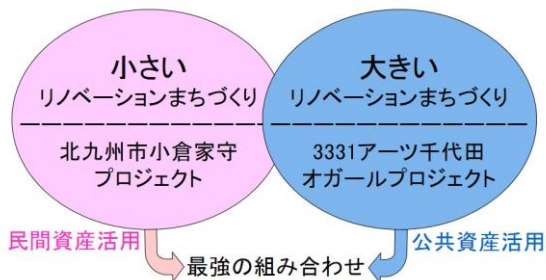 小さい
リノベーションまちづくり
北九州市小倉家守
プロジェクト
大きい
リノベーションまちづくり
3331アーツ千代田
オガールプロジェクト
民間資産活用
公共資産活用
最強の組み合わせ